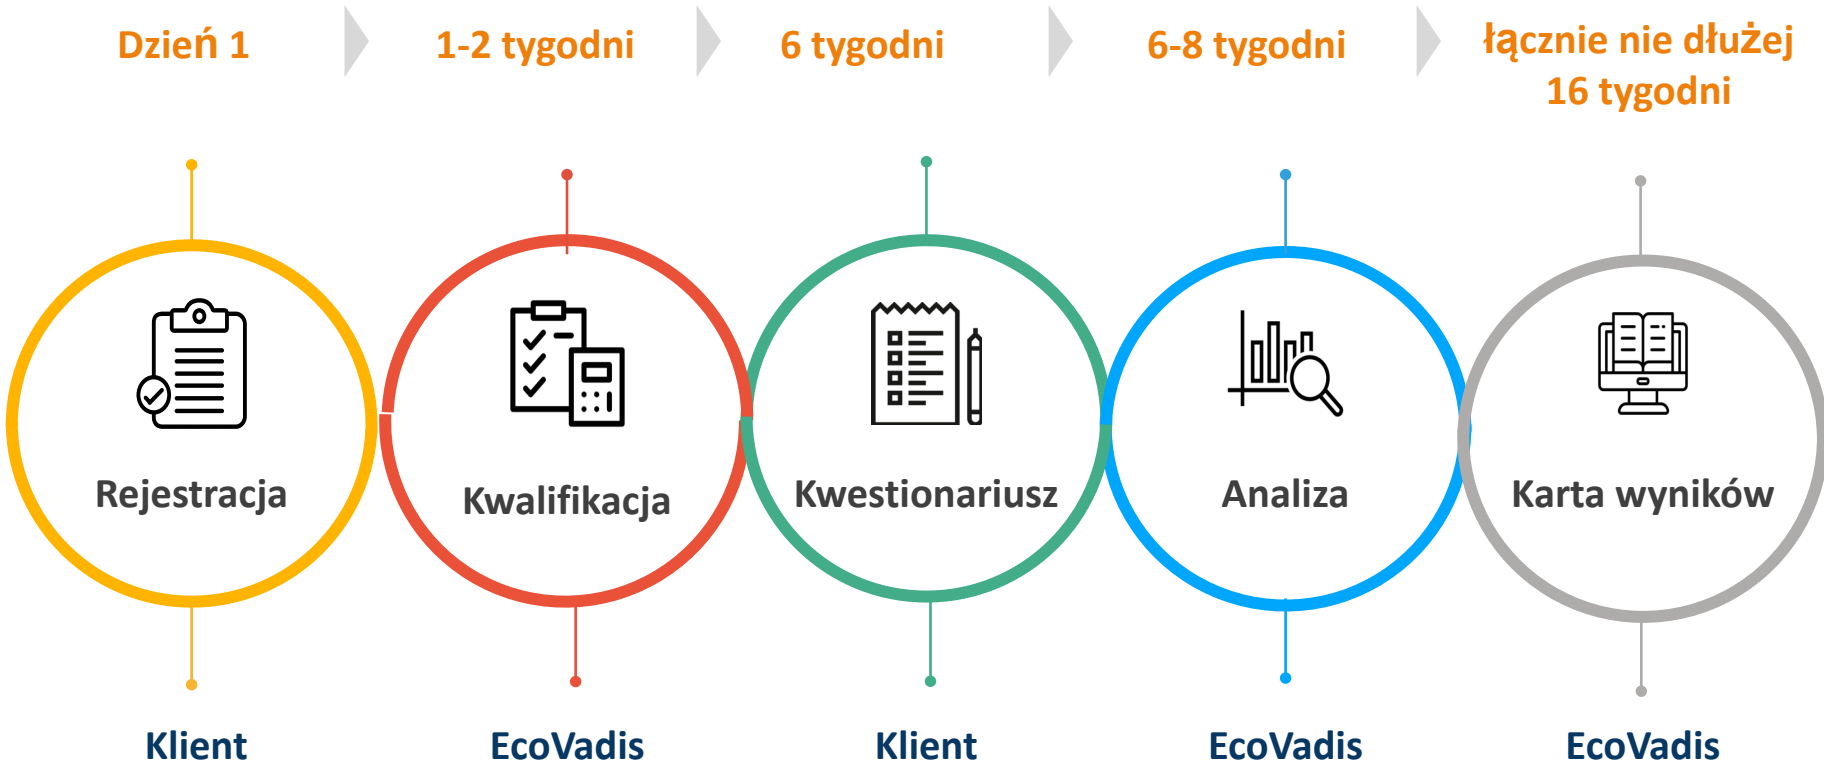 Dzień 1
1-2 tygodni
6 tygodni
6-8 tygodni
łącznie nie dłużej
16 tygodni
Rejestracja
Kwalifikacja
Kwestionariusz
Analiza
Karta wyników
Klient
EcoVadis
Klient
EcoVadis
EcoVadis